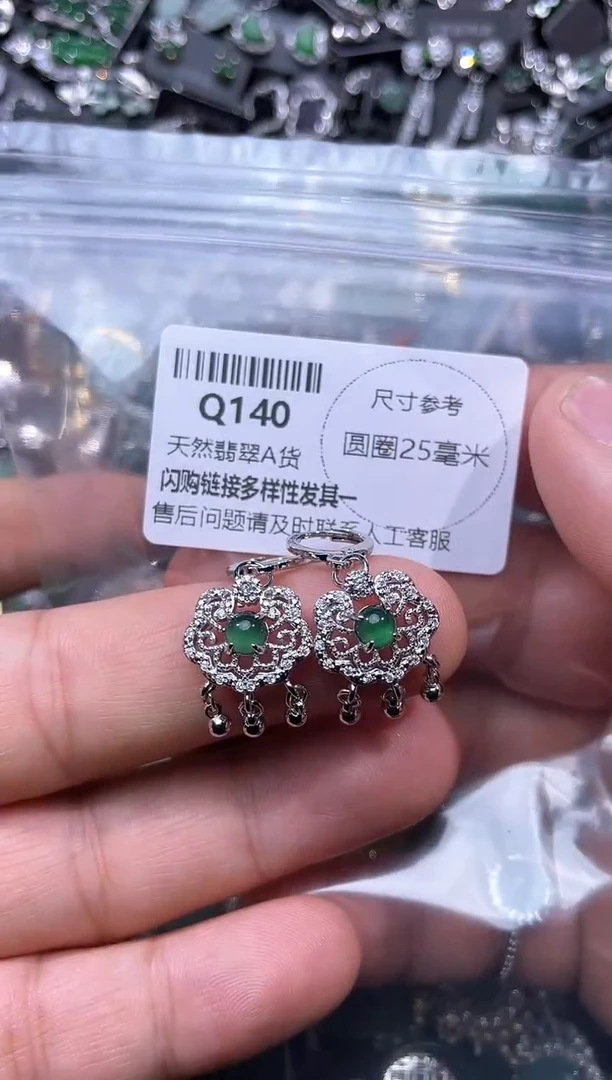 Q140
天然翡翠A货
闪购链接多样性发其一
售后问题请及时联系人工客服
尺寸参考
圆圈25毫米